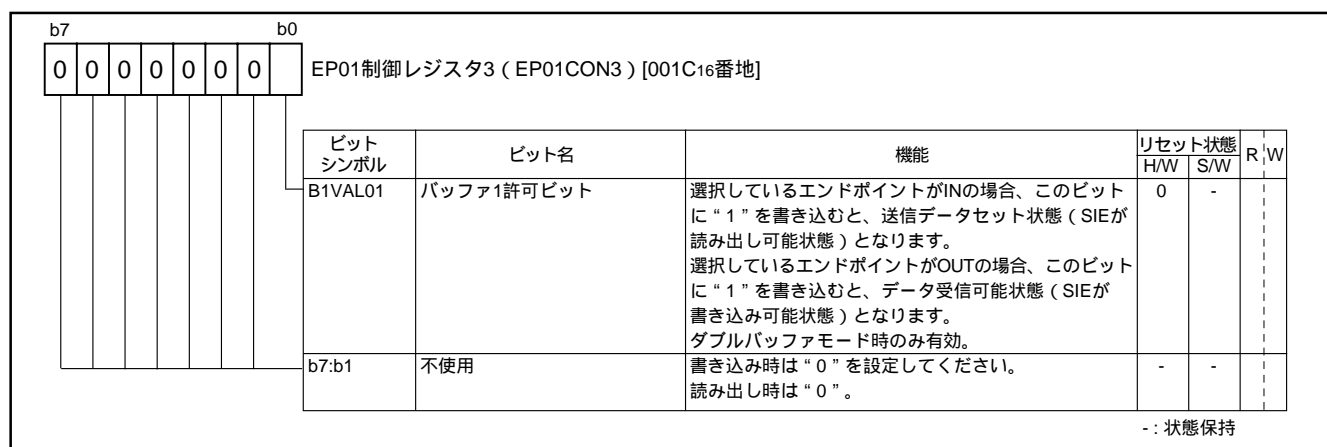 b7 b0
0 0 0 0 0 0 0
EP01制御レジスタ3（EP01CON3）[001C16番地]
ビット
シンボル
ビット名
機能
リセット状態
H/W S/W
R W
B1VAL01
バッファ1許可ビット
選択しているエンドポイントがINの場合、このビット
に“1”を書き込むと、送信データセット状態（SIEが
読み出し可能状態）となります。
選択しているエンドポイントがOUTの場合、このビット
に“1”を書き込むと、データ受信可能状態（SIEが
書き込み可能状態）となります。
ダブルバッファモード時のみ有効。
0 -
b7:b1
不使用
書き込み時は“0”を設定してください。
読み出し時は“0”。
- -
- : 状態保持